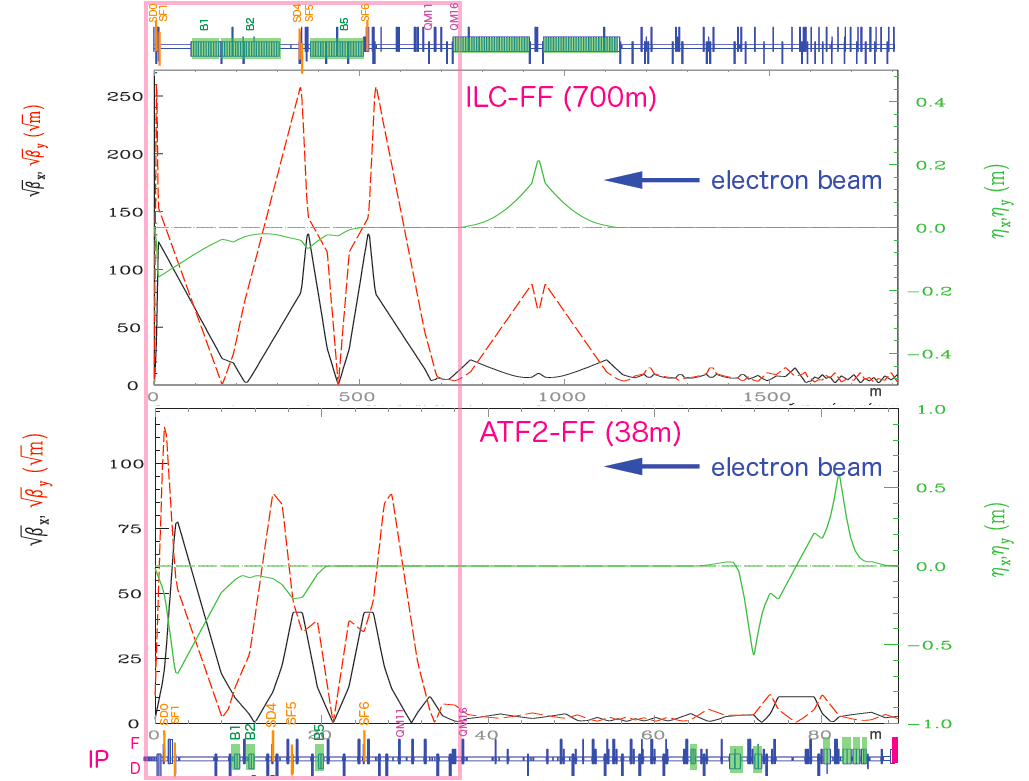 SD0 SF1 B1 B2 SD4 SF5 B5 SF6 QM11 QM16
ILC-FF (700m)
electron beam
√βx, √βy (√m)
250
200
150
100
50
0
0.4
0.2
0.0
−0.2
−0.4
ηx,ηy (m)
0 500 1000 1500 m
ATF2-FF (38m)
electron beam
√βx, √βy (√m)
100
75
50
25
0
1.0
0.5
0.0
−0.5
−1.0
ηx,ηy (m)
SD0 SF1 B1 B2 SD4 SF5 B5 SF6 QM11 QM16
0 20 40 60 80 m
IP F
D